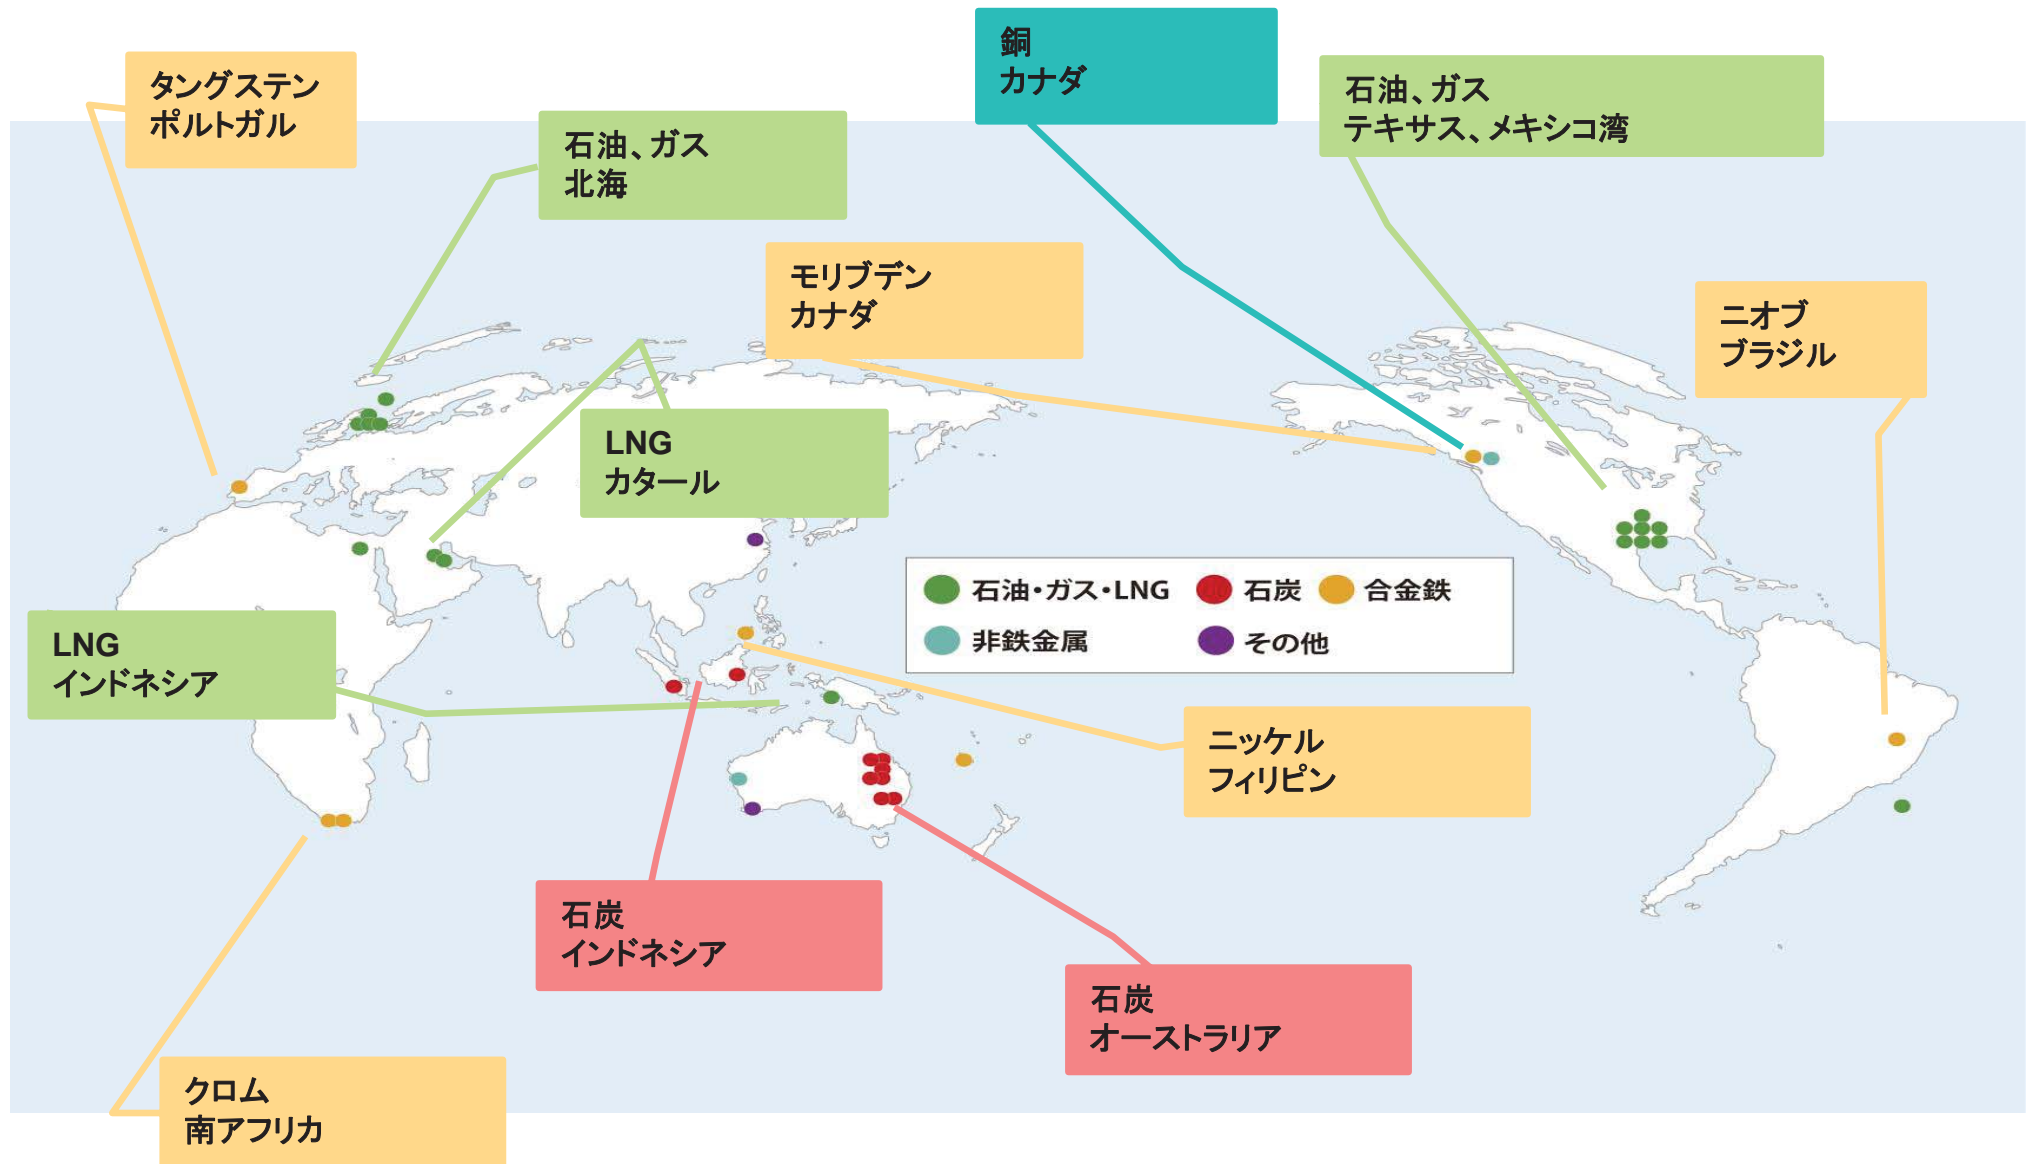 銅
カナダ
タングステン
ポルトガル
石油、ガス
テキサス、メキシコ湾
石油、ガス
北海
モリブデン
カナダ
ニオブ
ブラジル
LNG
カタール
石油・ガス・LNG
石炭
合金鉄
非鉄金属
その他
LNG
インドネシア
ニッケル
フィリピン
石炭
インドネシア
石炭
オーストラリア
クロム
南アフリカ